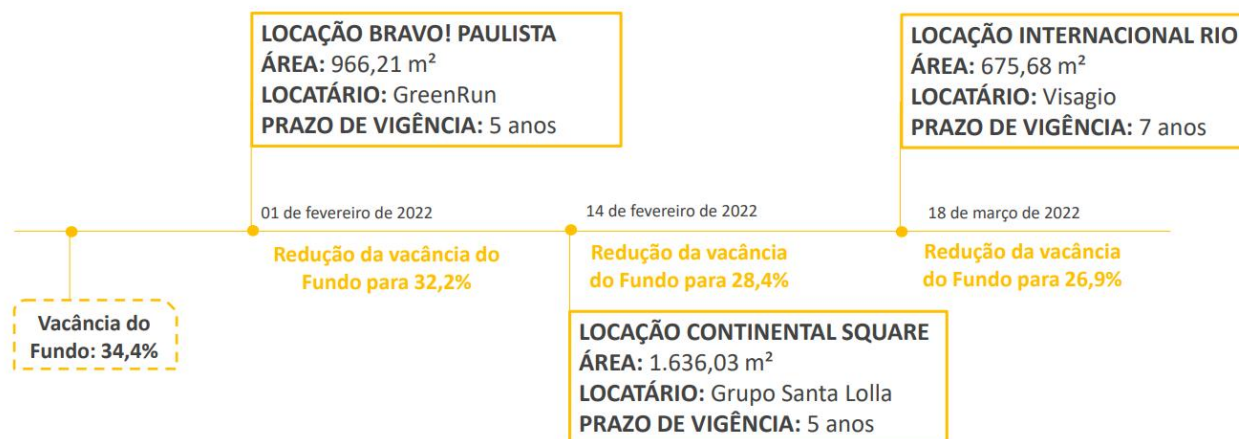 LOCAÇÃO BRAVO! PAULISTA
ÁREA: 966,21 m²
LOCATÁRIO: GreenRun
PRAZO DE VIGÊNCIA: 5 anos
LOCAÇÃO INTERNACIONAL RIO
ÁREA: 675,68 m²
LOCATÁRIO: Visagio
PRAZO DE VIGÊNCIA: 7 anos
01 de fevereiro de 2022
14 de fevereiro de 2022
18 de março de 2022
Redução da vacância do
Fundo para 32,2%
Redução da vacância
do Fundo para 28,4%
Redução da vacância
do Fundo para 26,9%
Vacância do
Fundo: 34,4%
LOCAÇÃO CONTINENTAL SQUARE
ÁREA: 1.636,03 m²
LOCATÁRIO: Grupo Santa Lolla
PRAZO DE VIGÊNCIA: 5 anos